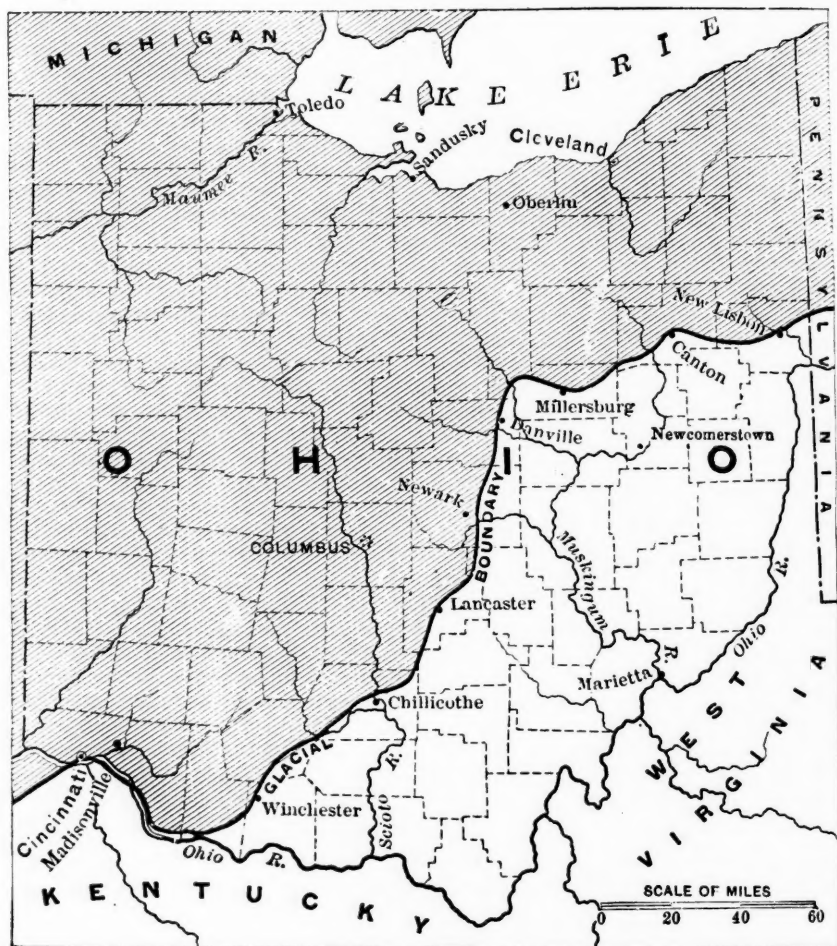 MICHIGAN
LAKE ERIE
Toledo
Maumee R.
Sandusky
Cleveland
Oberlin
PENNSYLVANIA
New Lisbon
Canton
Millersburg
Danville
Newcomerstown
OHIO
Newark
COLUMBUS
GLACIAL BOUNDARY
Muskingum R.
Lancaster
Ohio R.
Marietta
WEST VIRGINIA
Chillicothe
Cincinnati
Madisonville
Winchester
Scioto R.
Ohio R.
KENTUCKY
SCALE OF MILES
0 20 40 60